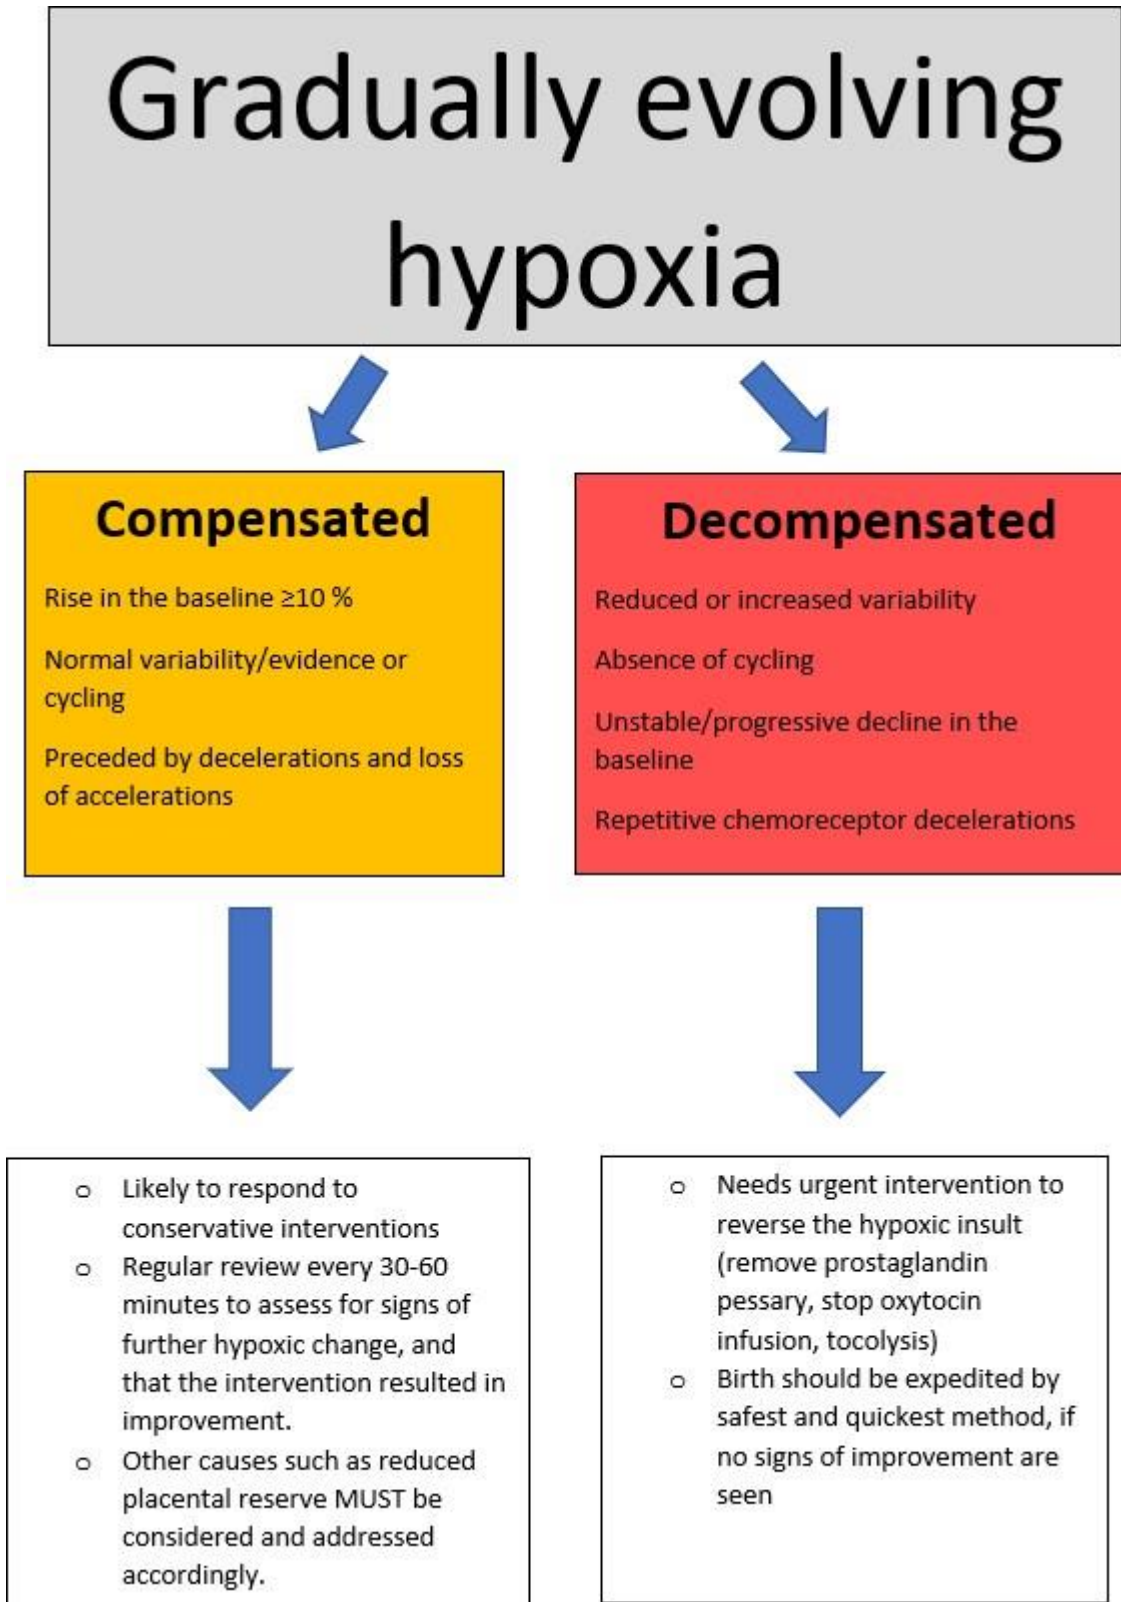 Gradually evolving
hypoxia
Compensated
Rise in the baseline ≥10 %
Normal variability/evidence or
cycling
Preceded by decelerations and loss
of accelerations
Decompensated
Reduced or increased variability
Absence of cycling
Unstable/progressive decline in the
baseline
Repetitive chemoreceptor decelerations
o Likely to respond to
conservative interventions
o Regular review every 30-60
minutes to assess for signs of
further hypoxic change, and
that the intervention resulted in
improvement.
o Other causes such as reduced
placental reserve MUST be
considered and addressed
accordingly.
o Needs urgent intervention to
reverse the hypoxic insult
(remove prostaglandin
pessary, stop oxytocin
infusion, tocolysis)
o Birth should be expedited by
safest and quickest method, if
no signs of improvement are
seen